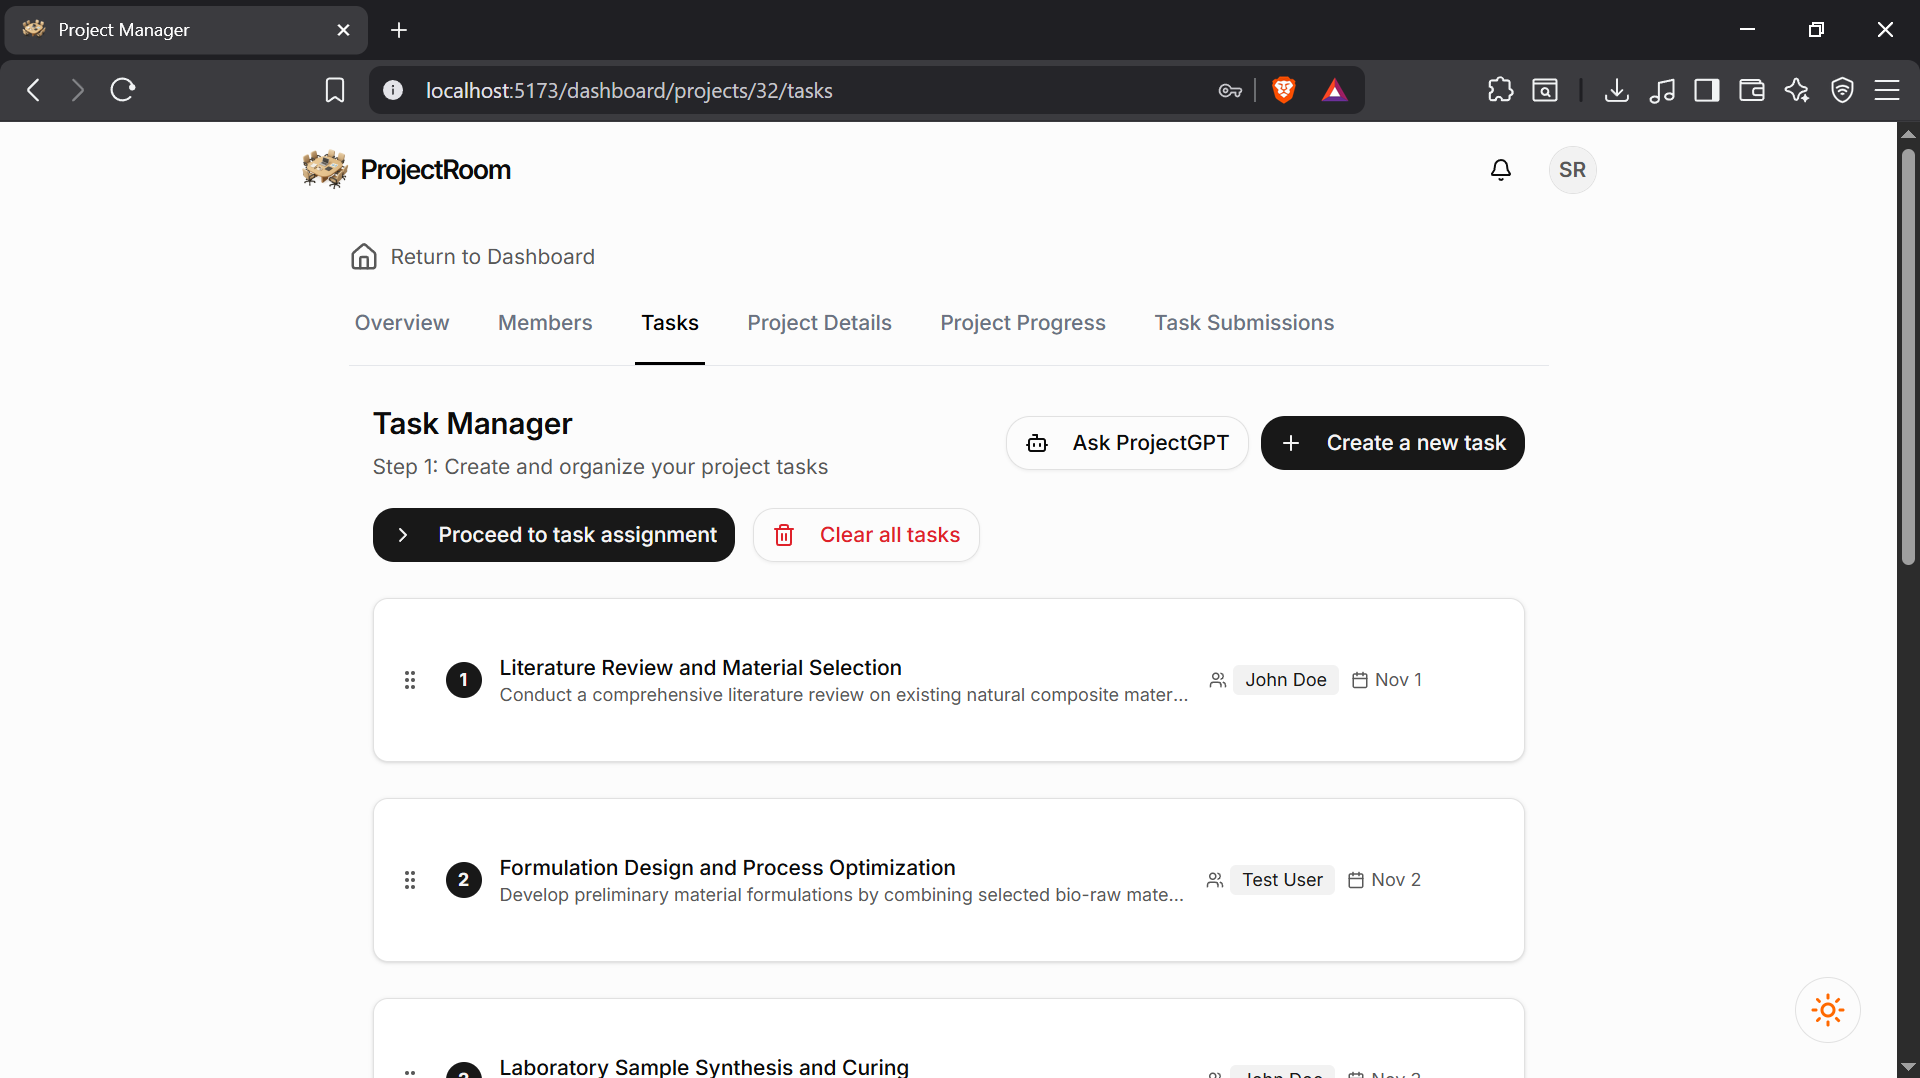 Project Manager
localhost:5173/dashboard/projects/32/tasks
ProjectRoom
SR
Return to Dashboard
Overview Members Tasks Project Details Project Progress Task Submissions
Task Manager
Step 1: Create and organize your project tasks
Ask ProjectGPT
Create a new task
Proceed to task assignment
Clear all tasks
1
Literature Review and Material Selection
Conduct a comprehensive literature review on existing natural composite mater...
John Doe
Nov 1
2
Formulation Design and Process Optimization
Develop preliminary material formulations by combining selected bio-raw mate...
Test User
Nov 2
Laboratory Sample Synthesis and Curing
John Doe